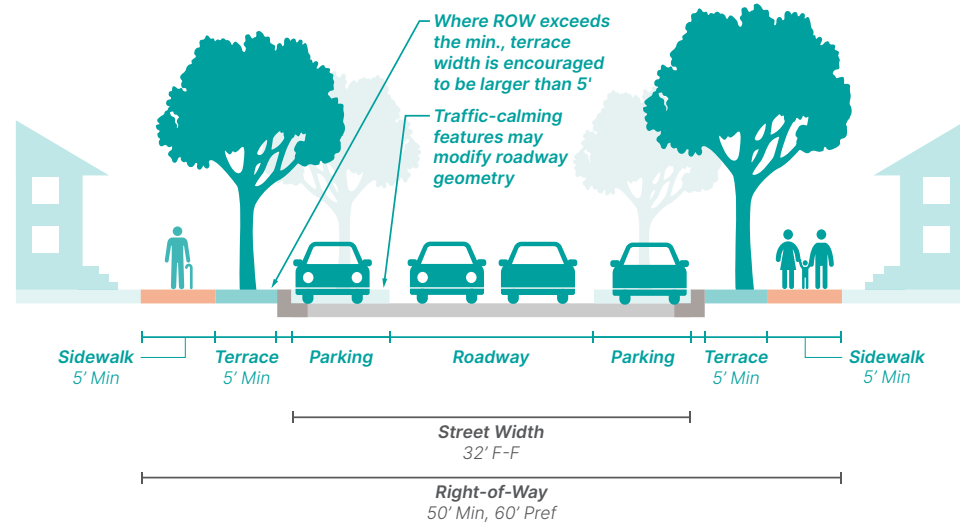 Where ROW exceeds
the min., terrace
width is encouraged
to be larger than 5'
Traffic-calming
features may
modify roadway
geometry
Sidewalk
5’ Min
Terrace
5’ Min
Parking
Roadway
Parking
Terrace
5’ Min
Sidewalk
5’ Min
Street Width
32’ F-F
Right-of-Way
50’ Min, 60’ Pref